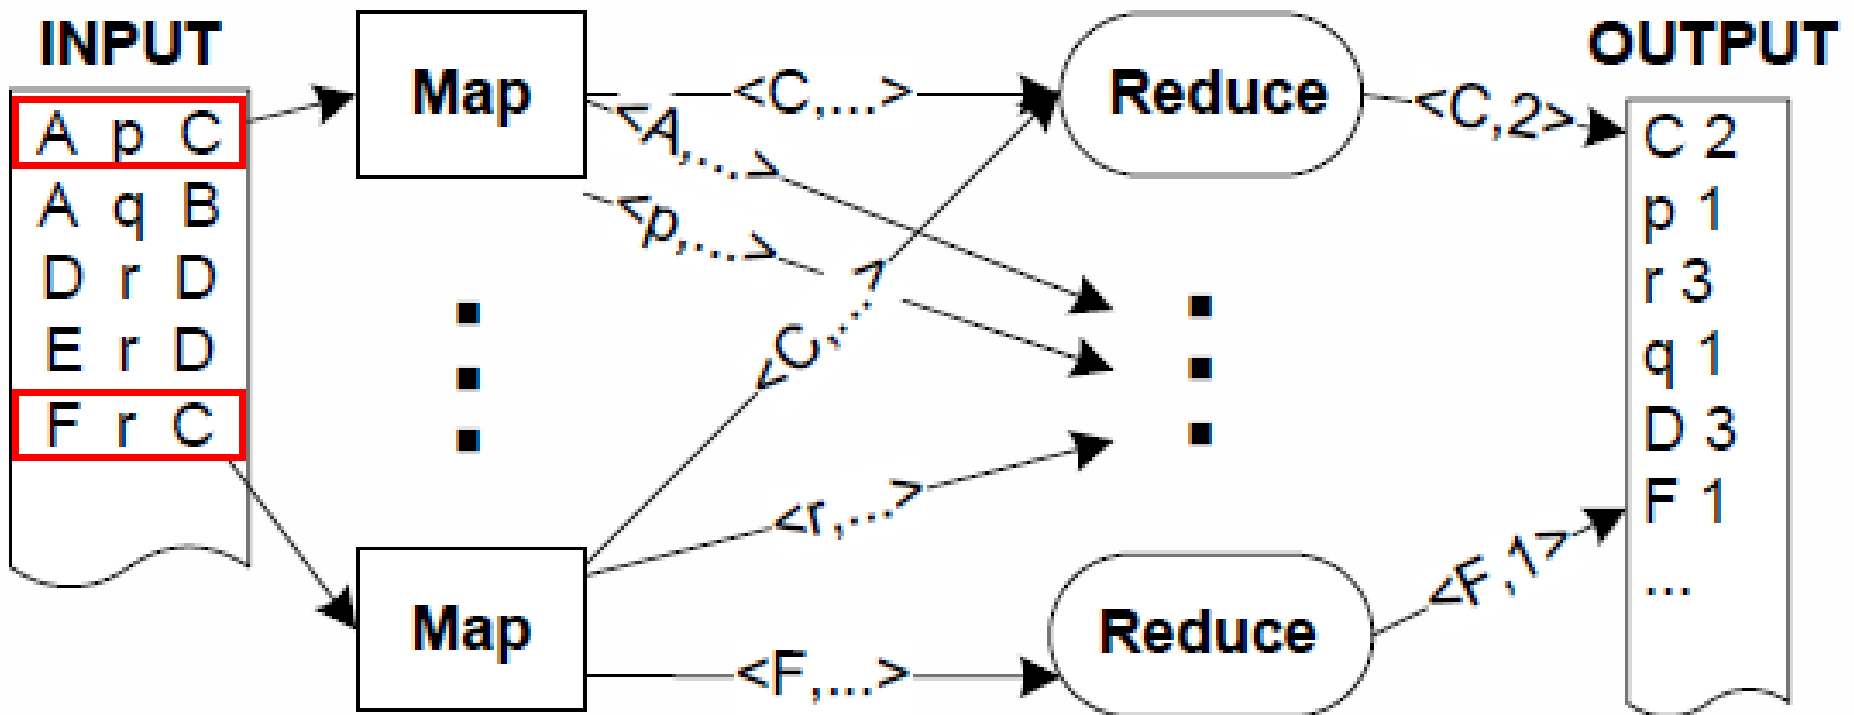 INPUT
A p C
A q B
D r D
E r D
F r C
Map
Map
<C,...>
<A,...>
<p,...>
<C,...>
<r,...>
<F,...>
Reduce
Reduce
<C,2>
<F,1>
OUTPUT
C 2
p 1
r 3
q 1
D 3
F 1
...